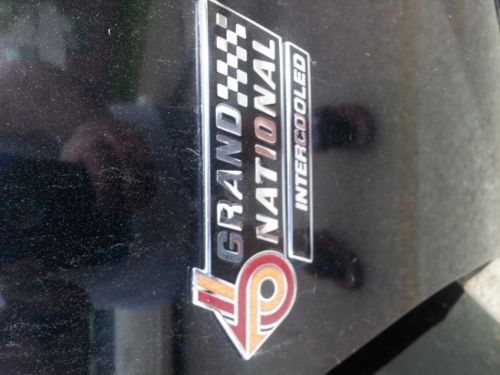 GRAND
NATIONAL
INTERCOOLED